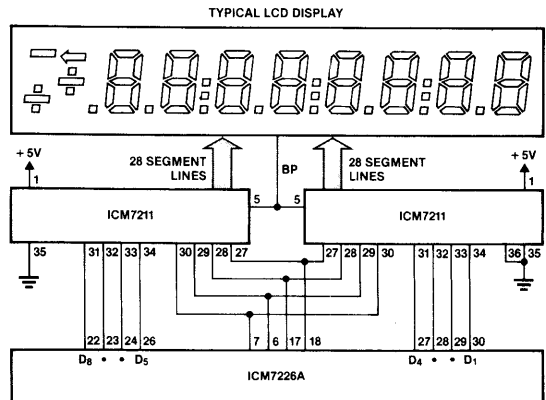 TYPICAL LCD DISPLAY
+ 5V
1
28 SEGMENT
LINES
BP
28 SEGMENT
LINES
+ 5V
1
ICM7211
5
5
ICM7211
35
31
32
33
34
30
29
28
27
27
28
29
30
31
32
33
34
36
35
22
23
24
26
7
6
17
18
27
28
29
30
D8 • • D5
D4 • • D1
ICM7226A